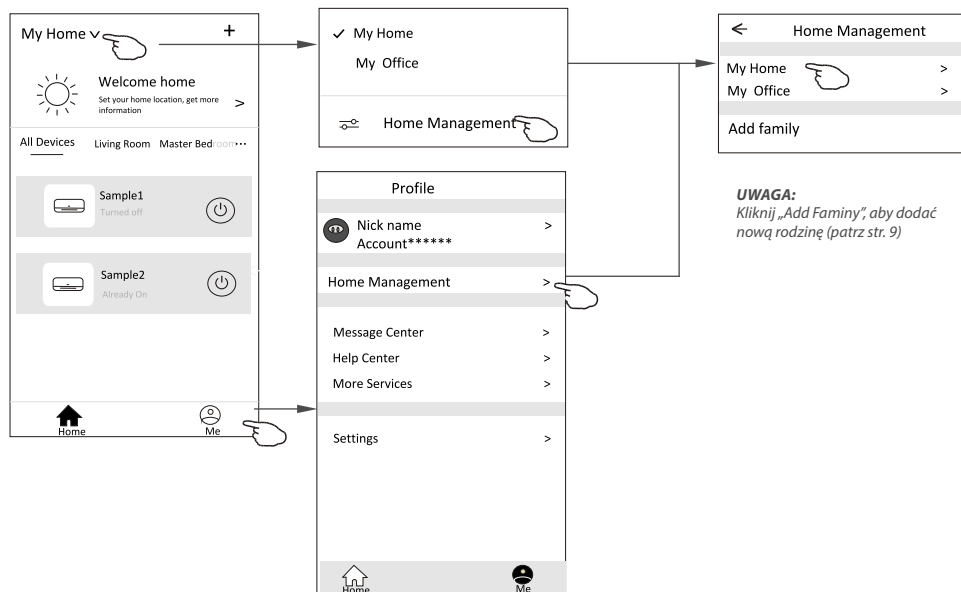 My Home
+
Welcome home
Set your home location, get more
information
>
All Devices Living Room Master Bedroom...
Sample1
Turned off
Sample2
Already On
Home Me
✓ My Home
My Office
Home Management
Profile
Nick name >
Account******
Home Management >
Message Center >
Help Center >
More Services >
Settings >
Home Me
Home Management
My Home >
My Office >
Add family
UWAGA:
Kliknij „Add Faminy”, aby dodać
nową rodzinę (patrz str. 9)